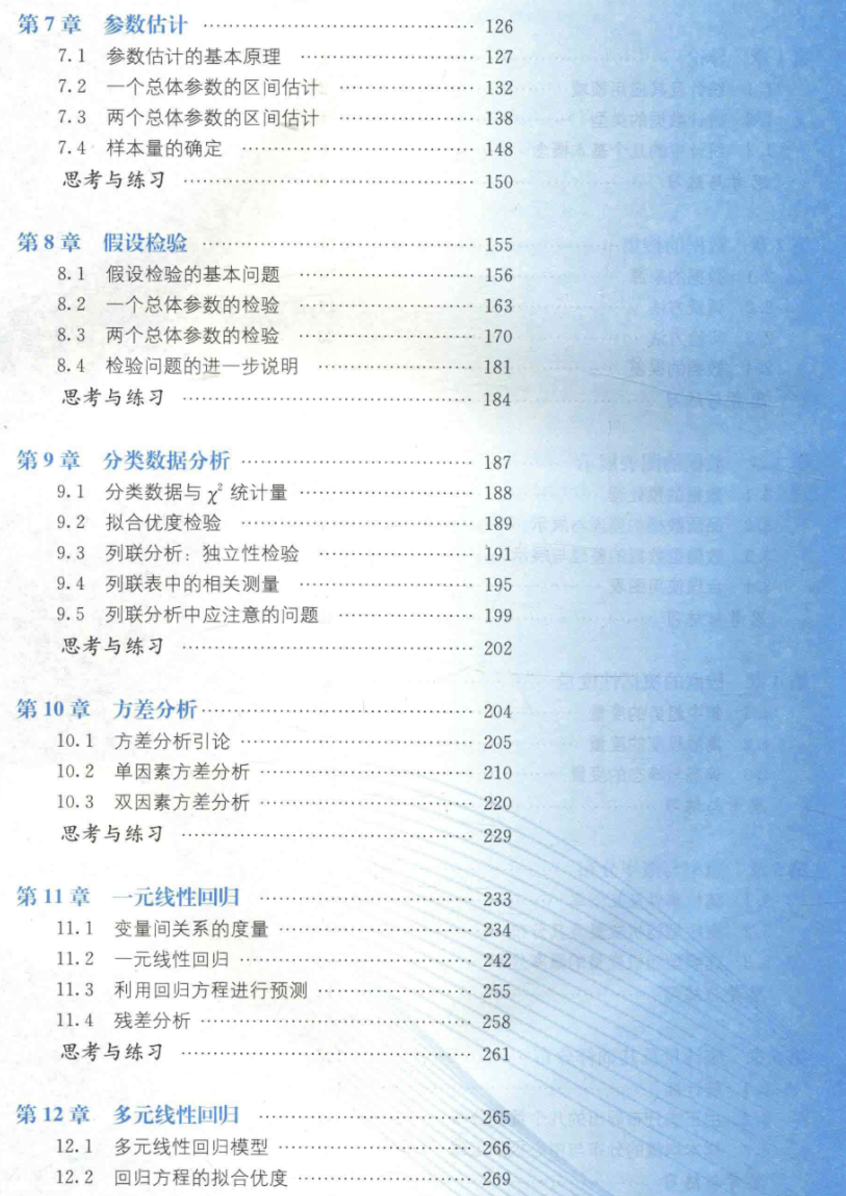 第7章 参数估计 …………………………… 126
7.1 参数估计的基本原理 ………………… 127
7.2 一个总体参数的区间估计 …………… 132
7.3 两个总体参数的区间估计 …………… 138
7.4 样本量的确定 ………………………… 148
思考与练习 ……………………………… 150
第8章 假设检验 …………………………… 155
8.1 假设检验的基本问题 ………………… 156
8.2 一个总体参数的检验 ………………… 163
8.3 两个总体参数的检验 ………………… 170
8.4 检验问题的进一步说明 ……………… 181
思考与练习 ……………………………… 184
第9章 分类数据分析 ……………………… 187
9.1 分类数据与 χ² 统计量 ……………… 188
9.2 拟合优度检验 ………………………… 189
9.3 列联分析：独立性检验 ……………… 191
9.4 列联表中的相关测量 ………………… 195
9.5 列联分析中应注意的问题 …………… 199
思考与练习 ……………………………… 202
第10章 方差分析 ………………………… 204
10.1 方差分析引论 ……………………… 205
10.2 单因素方差分析 …………………… 210
10.3 双因素方差分析 …………………… 220
思考与练习 ……………………………… 229
第11章 一元线性回归 …………………… 233
11.1 变量间关系的度量 ………………… 234
11.2 一元线性回归 ……………………… 242
11.3 利用回归方程进行预测 …………… 255
11.4 残差分析 …………………………… 258
思考与练习 ……………………………… 261
第12章 多元线性回归 …………………… 265
12.1 多元线性回归模型 ………………… 266
12.2 回归方程的拟合优度 ……………… 269